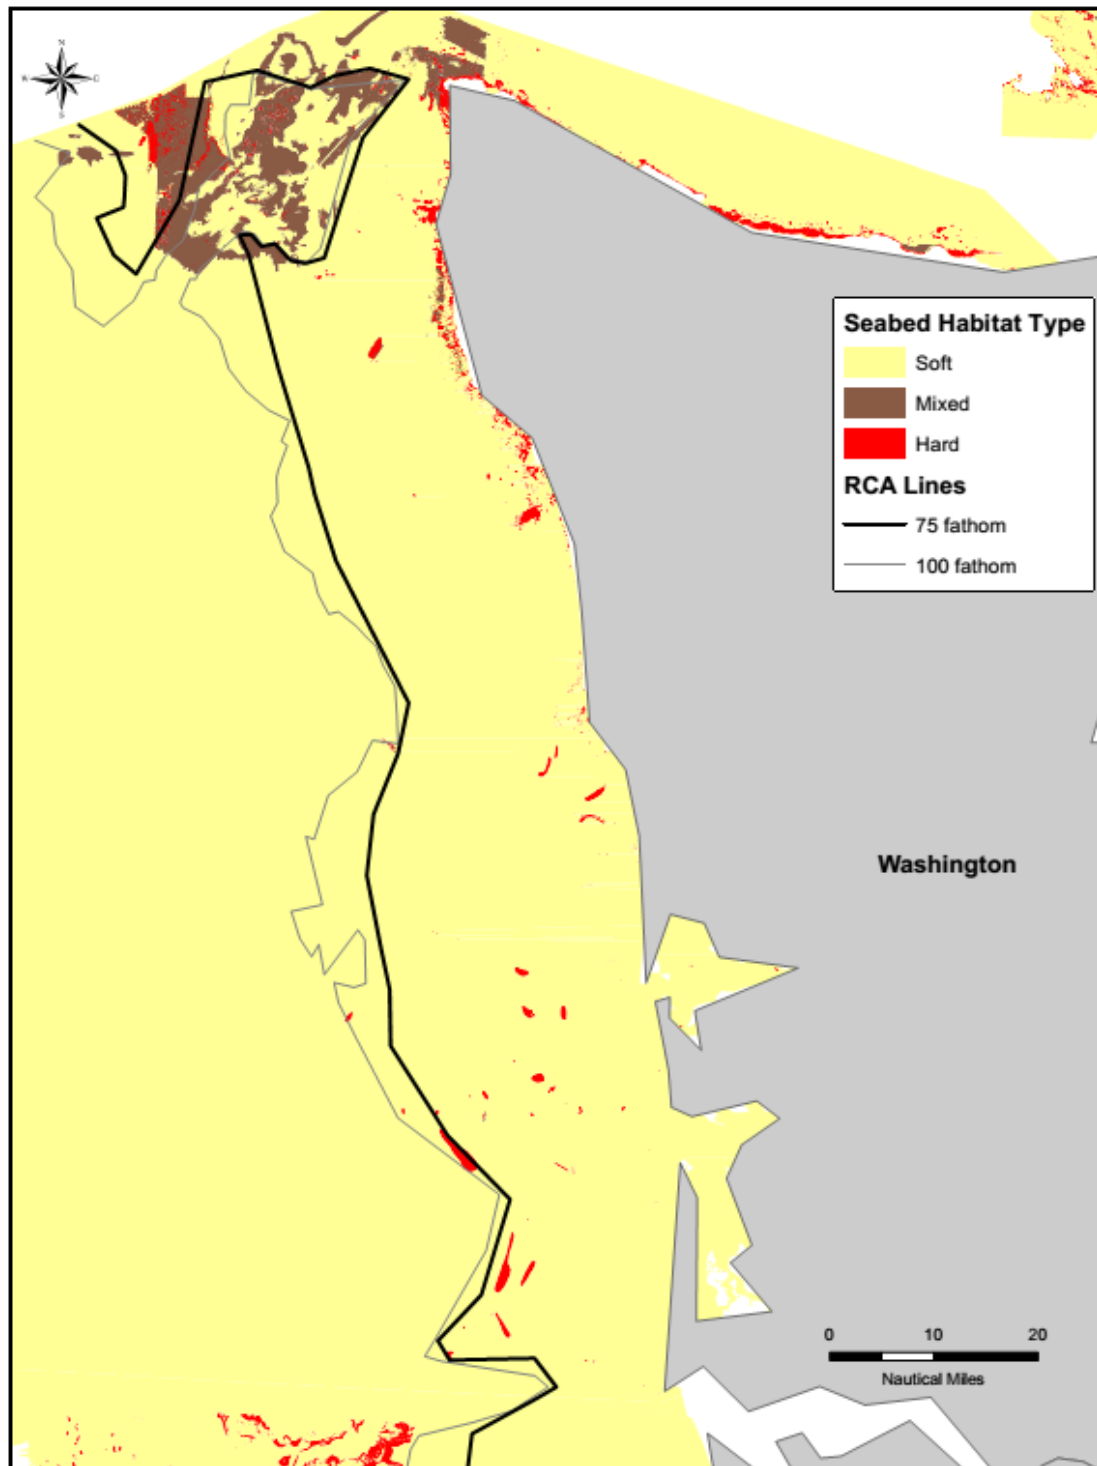 N
W
E
S
Seabed Habitat Type
Soft
Mixed
Hard
RCA Lines
75 fathom
100 fathom
Washington
0 10 20
Nautical Miles